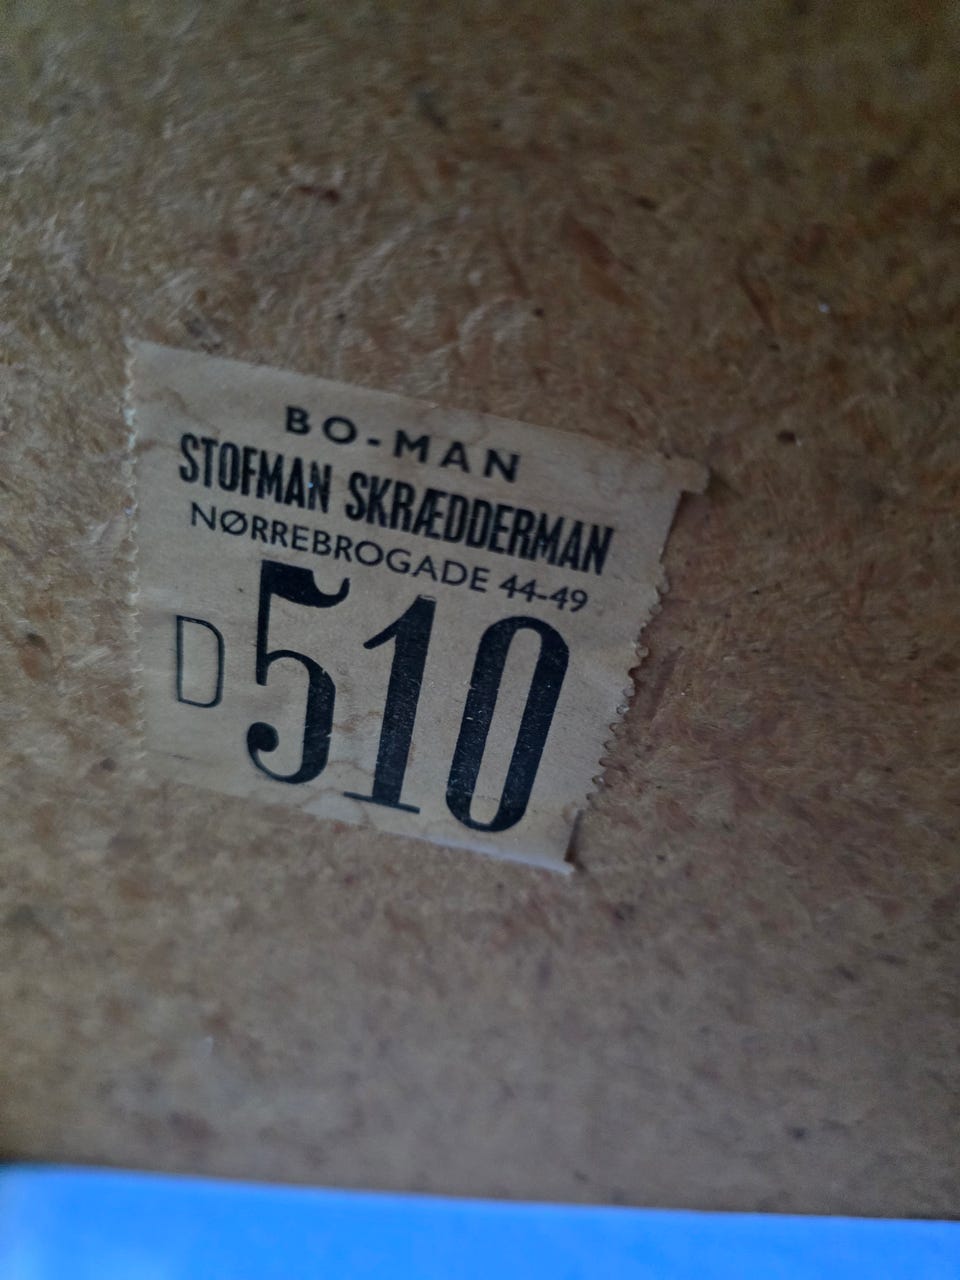 BO-MAN
STOFMAN SKRÆDDERMAN
NØRREBROGADE 44-49
D 510